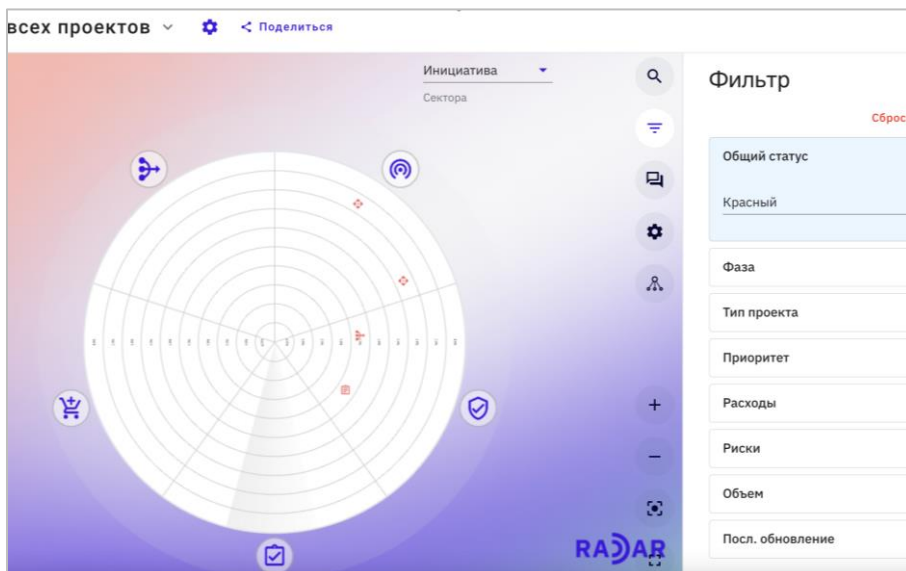 всех проектов
Поделиться
Инициатива
Сектора
Фильтр
Сброс
Общий статус
Красный
Фаза
Тип проекта
Приоритет
Расходы
Риски
Объем
Посл. обновление
RADAR